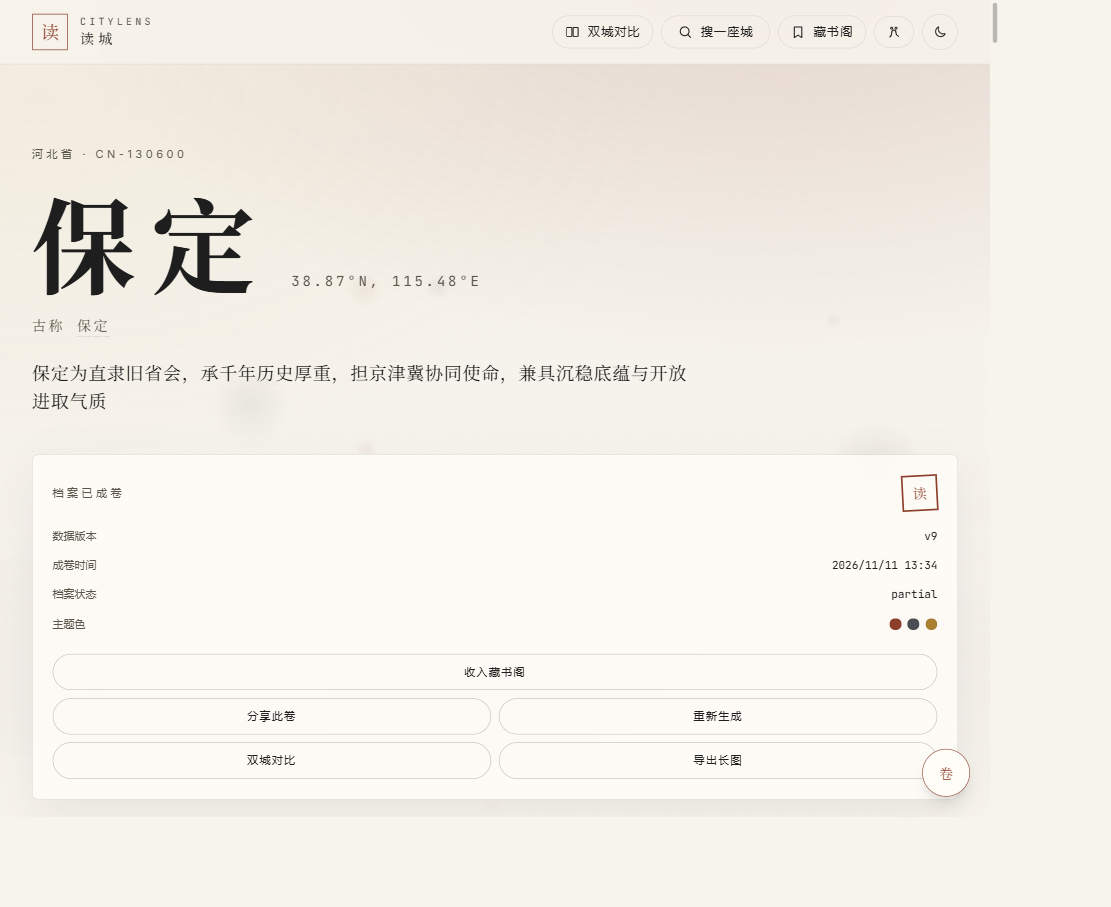 读
CITYLENS
读城
双城对比
搜一座城
藏书阁
河北省 · CN-130600
保定
38.87°N, 115.48°E
古称 保定
保定为直隶旧省会，承千年历史厚重，担京津冀协同使命，兼具沉稳底蕴与开放
进取气质
档案已成卷
读
数据版本 v9
成卷时间 2026/11/11 13:34
档案状态 partial
主题色
收入藏书阁
分享此卷 重新生成
双城对比 导出长图
卷